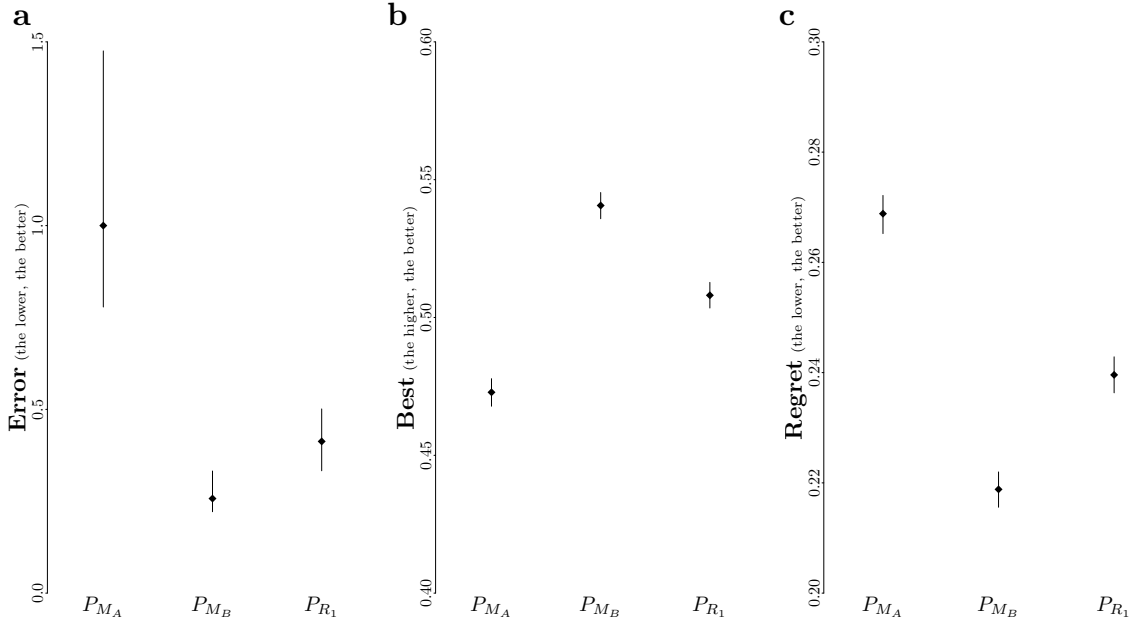 a
Error (the lower, the better)
1.5
1.0
0.5
0.0
P_{M_A} P_{M_B} P_{R_1}
b
Best (the higher, the better)
0.60
0.55
0.50
0.45
0.40
P_{M_A} P_{M_B} P_{R_1}
c
Regret (the lower, the better)
0.30
0.28
0.26
0.24
0.22
0.20
P_{M_A} P_{M_B} P_{R_1}